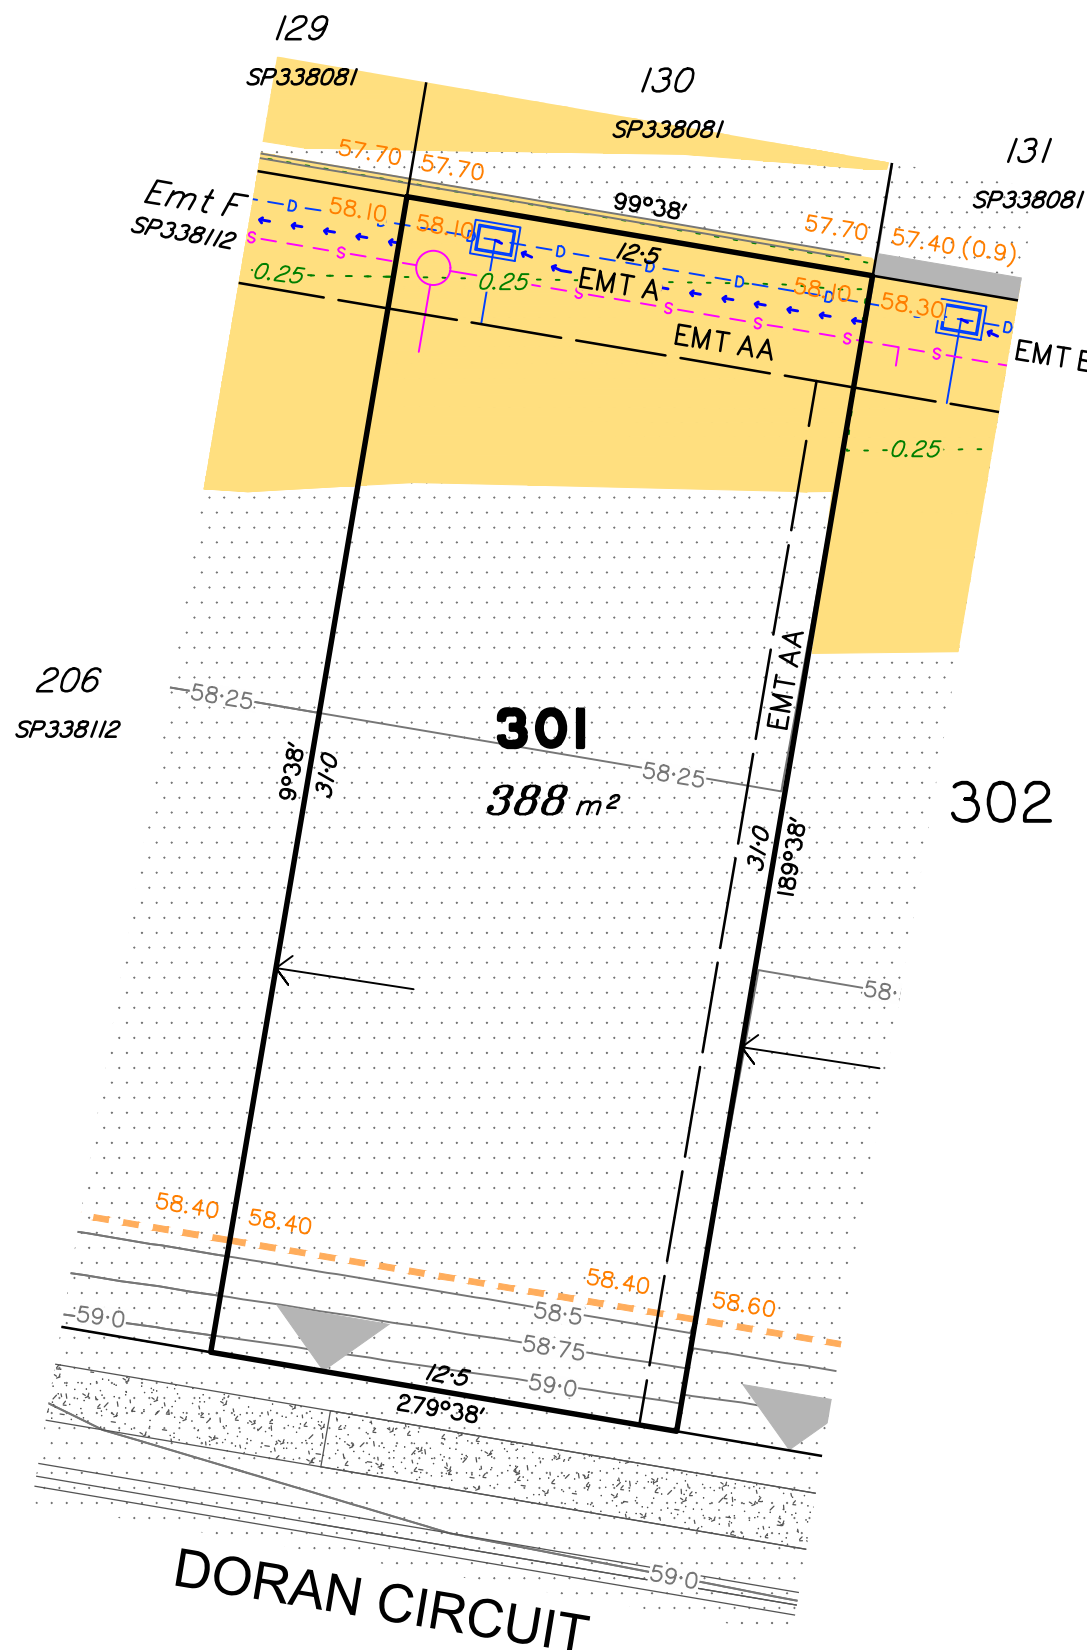 129
SP338081
130
SP338081
131
SP338081
57.70
57.70
99°38'
57.70
57.40 (0.9)
Emt F
SP338112
D
58.10
58.10
D
12·5
D
D
D
58.10
58.30
D
S
S
S
S
S
S
S
0.25
0.25
EMT A
EMT AA
EMT E
0.25
206
SP338112
58·25
301
388 m²
58·25
EMT AA
302
9°38'
31·0
31·0
189°38'
58·
58.40
58.40
58.40
58.60
59·0
58·5
58·75
59·0
12·5
279°38'
59·0
DORAN CIRCUIT